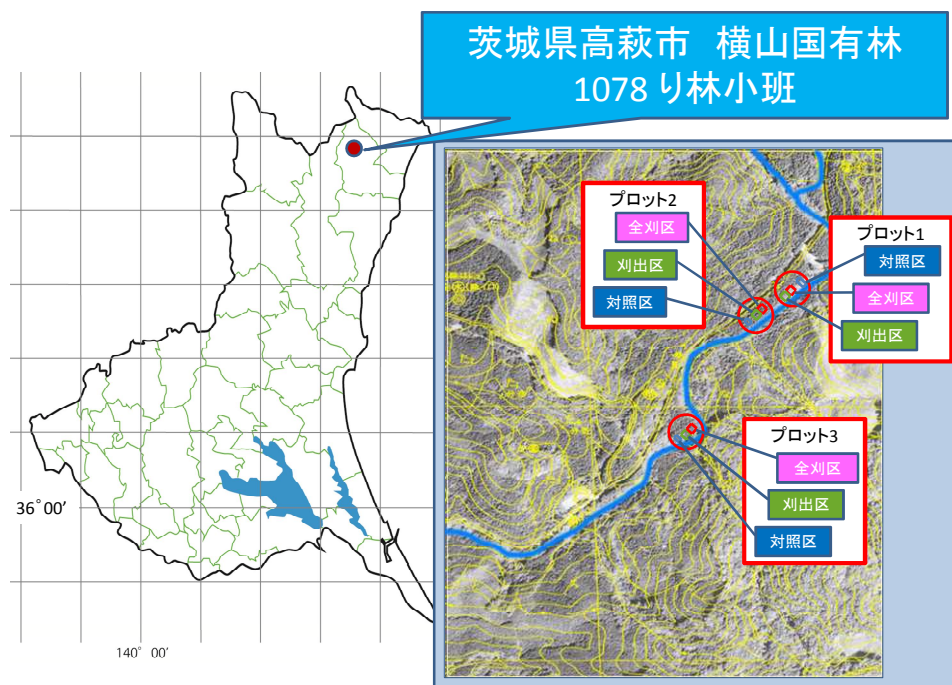 茨城県高萩市 横山国有林
1078 り林小班
プロット2
全刈区
刈出区
対照区
プロット1
対照区
全刈区
刈出区
プロット3
全刈区
刈出区
対照区
36°00′
140° 00′